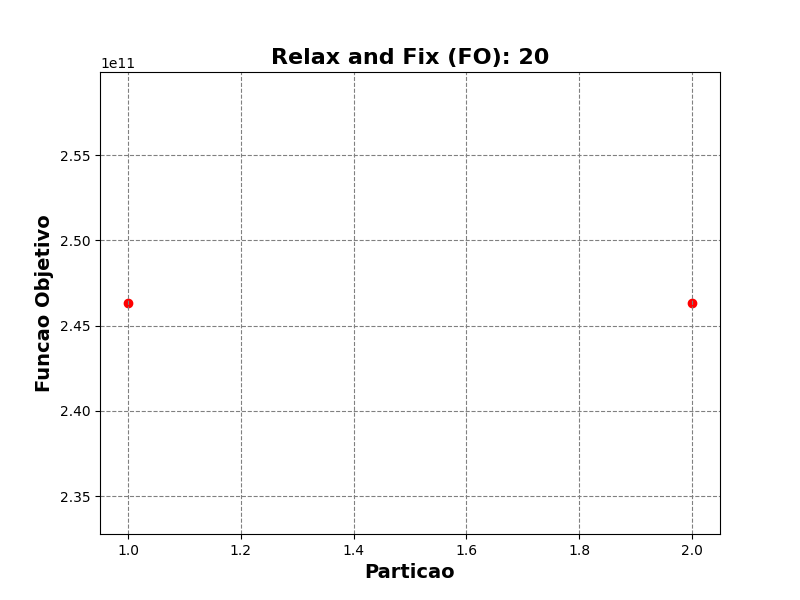 Relax and Fix (FO): 20
1e11
2.55
2.50
2.45
2.40
2.35
Funcao Objetivo
1.0 1.2 1.4 1.6 1.8 2.0
Particao